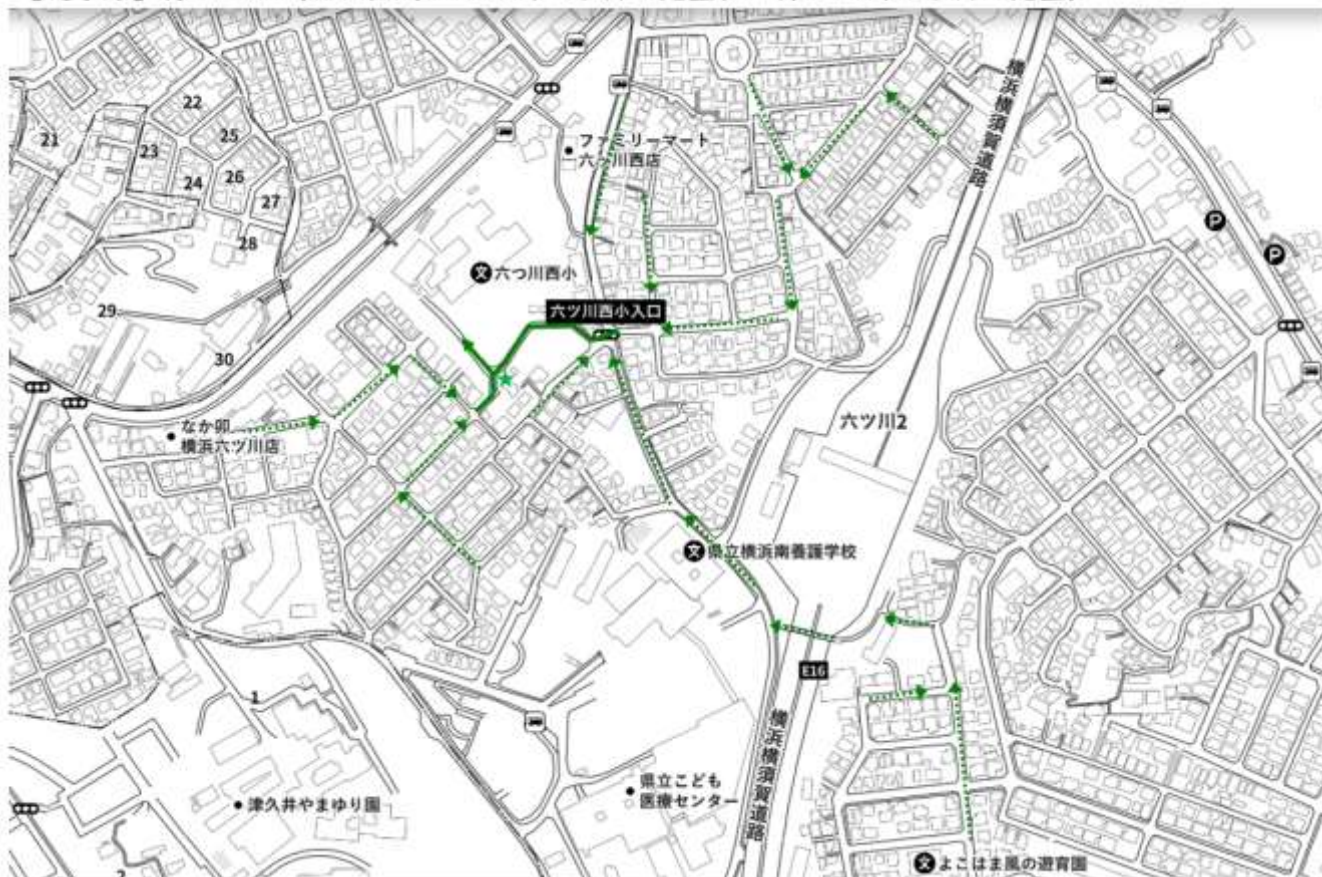 横浜横須賀道路
22
21
23
25
24
26
27
28
29
30
ファミリーマート
六ッ川西店
六つ川西小
六ツ川西小入口
なか卯
横浜六ツ川店
六ツ川2
県立横浜南養護学校
E16
横浜横須賀道路
1
県立こども
医療センター
津久井やまゆり園
よこはま風の遊育園
2
P
P
文
文
文